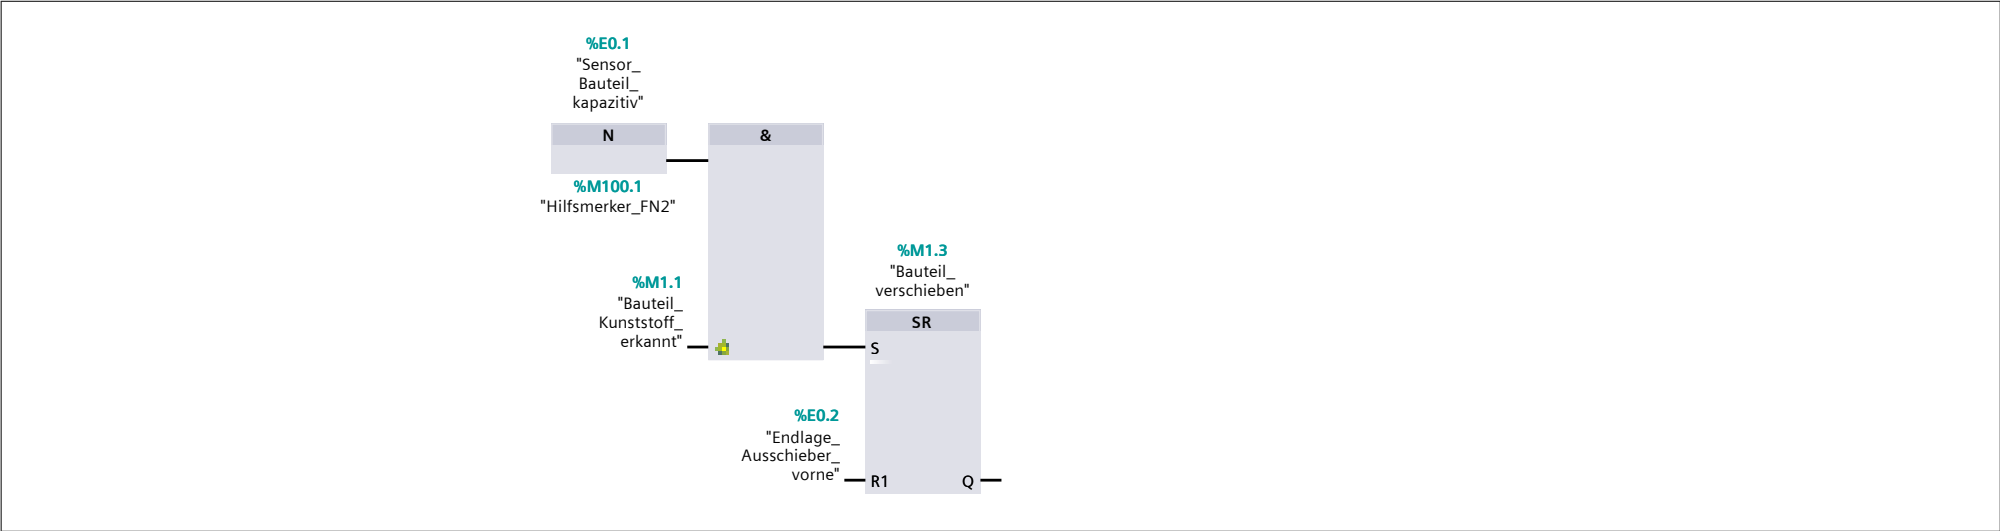 %E0.1
"Sensor_
Bauteil_
kapazitiv"
N
&
%M100.1
"Hilfsmerker_FN2"
%M1.1
"Bauteil_
Kunststoff_
erkannt"
%M1.3
"Bauteil_
verschieben"
SR
S
%E0.2
"Endlage_
Ausschieber_
vorne"
R1
Q